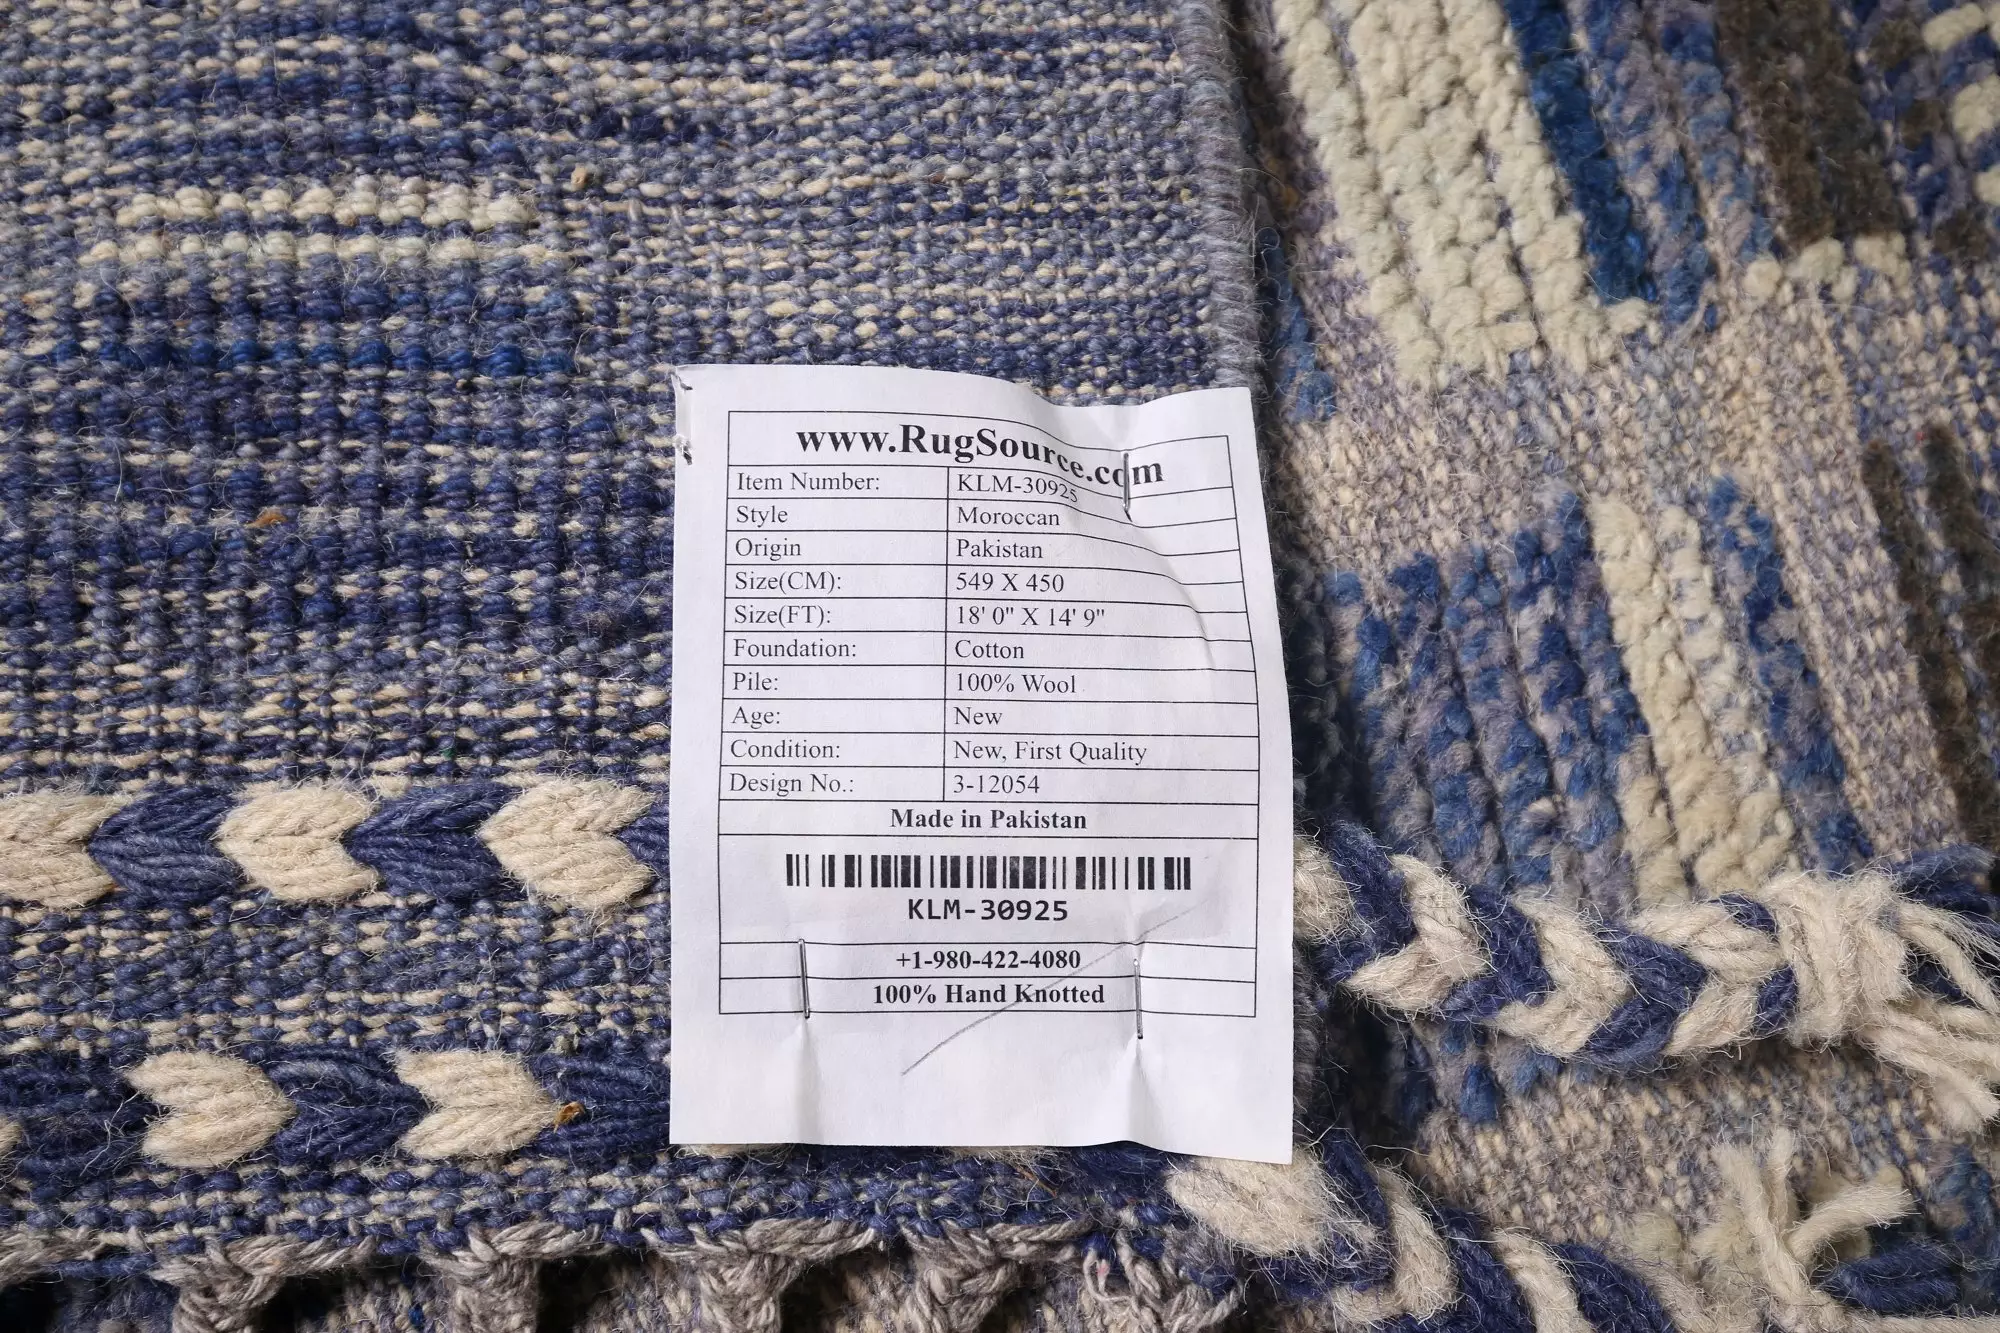 www.RugSource.com
Item Number: KLM-30925
Style Moroccan
Origin Pakistan
Size(CM): 549 X 450
Size(FT): 18' 0" X 14' 9"
Foundation: Cotton
Pile: 100% Wool
Age: New
Condition: New, First Quality
Design No.: 3-12054
Made in Pakistan
KLM-30925
+1-980-422-4080
100% Hand Knotted